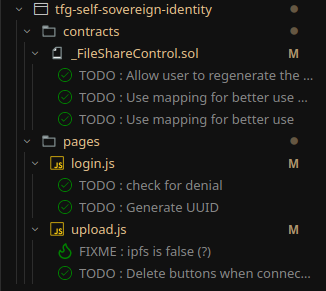 tfg-self-sovereign-identity
contracts
_FileShareControl.sol M
TODO : Allow user to regenerate the ...
TODO : Use mapping for better use ...
TODO : Use mapping for better use
pages
JS login.js M
TODO : check for denial
TODO : Generate UUID
JS upload.js M
FIXME : ipfs is false (?)
TODO : Delete buttons when connec...